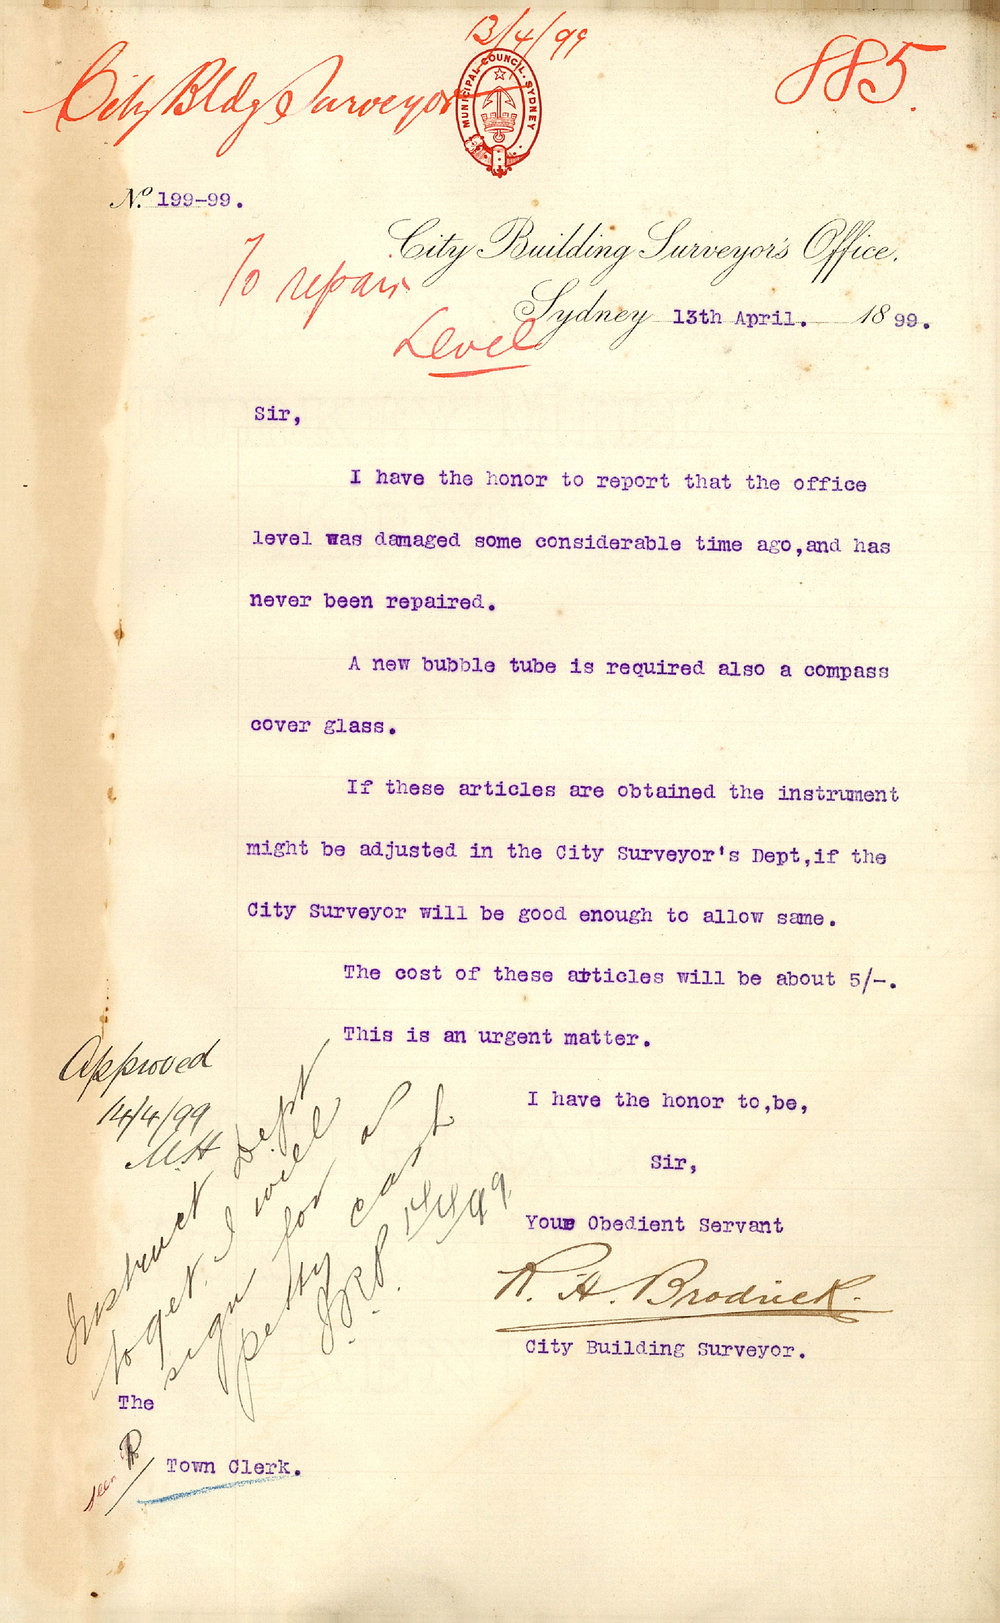 13/4/99
City Bldg Surveyor
885.
MUNICIPAL COUNCIL. SYDNEY
No. 199-99.
City Building Surveyor's Office.
To repair
Level
Sydney 13th April. 1899.
Sir,
I have the honor to report that the office
level was damaged some considerable time ago,and has
never been repaired.
A new bubble tube is required also a compass
cover glass.
If these articles are obtained the instrument
might be adjusted in the City Surveyor's Dept,if the
City Surveyor will be good enough to allow same.
The cost of these articles will be about 5/-.
This is an urgent matter.
I have the honor to,be,
Sir,
Your Obedient Servant
R. H. Brodrick.
City Building Surveyor.
Approved
14/4/99
Instruct Dept
to get. I will
sign for a
petty cash
14/4/99
The
Town Clerk.
seen